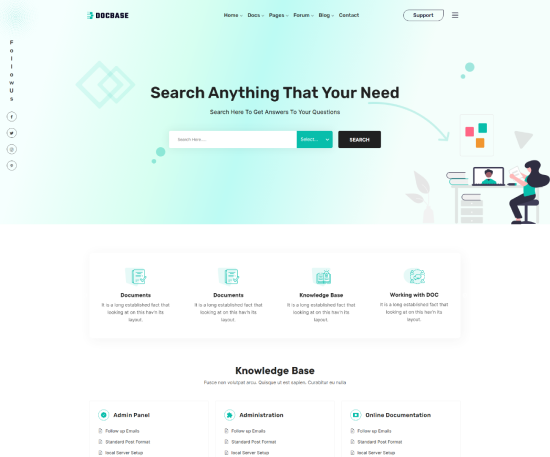 DOCBASE
Home Docs Pages Forum Blog Contact
Support
Follow Us
Search Anything That Your Need
Search Here To Get Answers To Your Questions
Search Here ...
Select...
SEARCH
Documents
It is a long established fact that
looking at on this hav'n its
layout.
Documents
It is a long established fact that
looking at on this hav'n its
layout.
Knowledge Base
It is a long established fact that
looking at on this hav'n its
layout.
Working with DOC
It is a long established fact that
looking at on this hav'n its
layout.
Knowledge Base
Fusce non volutpat arcu. Quisque ut est sapien. Curabitur eu nulla
Admin Panel
Follow up Emails
Standard Post Format
local Server Setup
Administration
Follow up Emails
Standard Post Format
local Server Setup
Online Documentation
Follow up Emails
Standard Post Format
local Server Setup